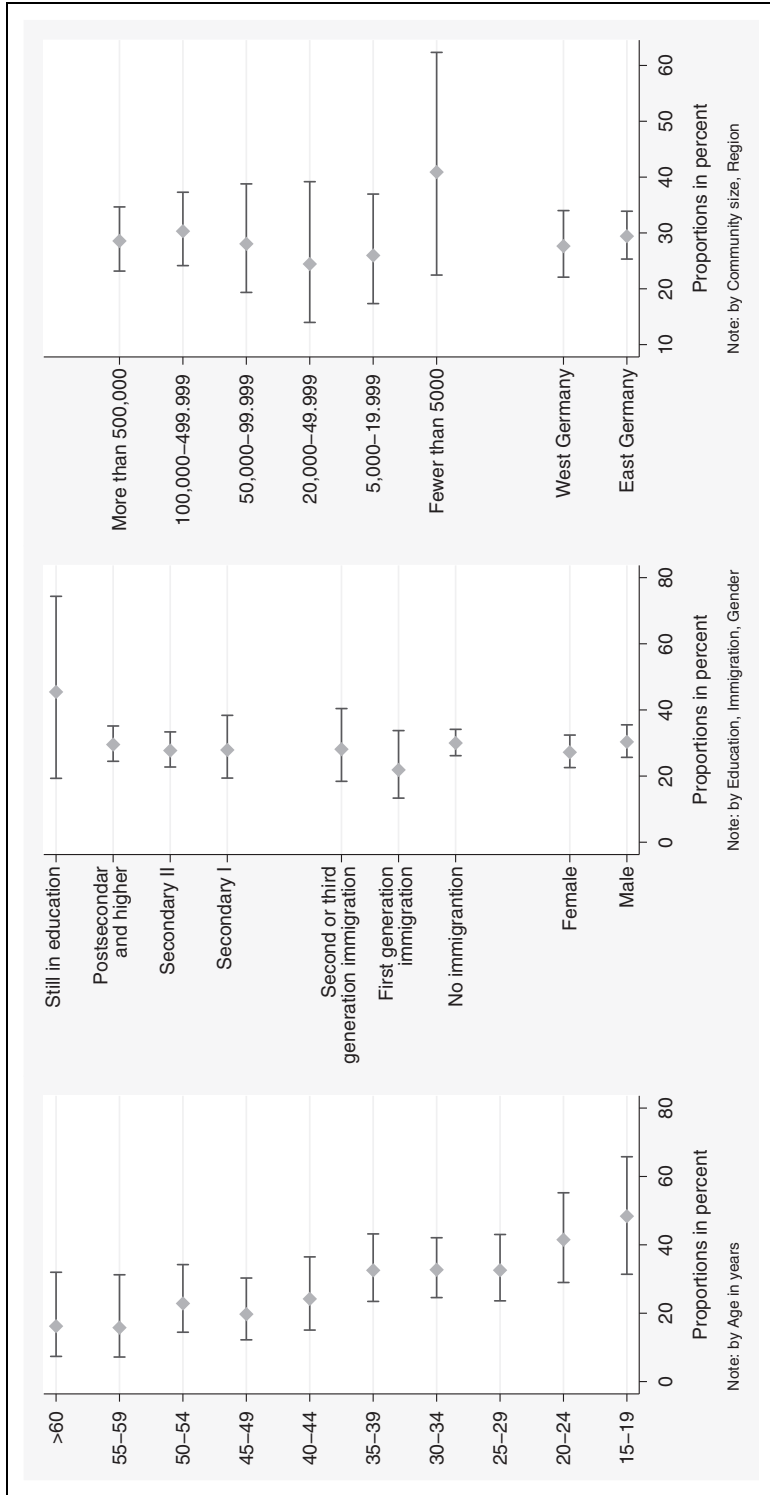 >60
55–59
50–54
45–49
40–44
35–39
30–34
25–29
20–24
15–19
0 20 40 60 80
Proportions in percent
Note: by Age in years
Still in education
Postsecondar
and higher
Secondary II
Secondary I
Second or third
generation immigration
First generation
immigration
No immigrantion
Female
Male
0 20 40 60 80
Proportions in percent
Note: by Education, Immigration, Gender
More than 500,000
100,000–499.999
50,000–99.999
20,000–49.999
5,000–19.999
Fewer than 5000
West Germany
East Germany
10 20 30 40 50 60
Proportions in percent
Note: by Community size, Region